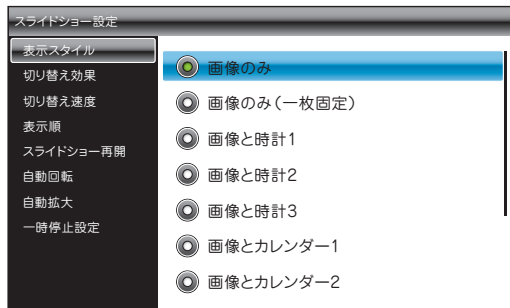 スライドショー設定
表示スタイル
切り替え効果
切り替え速度
表示順
スライドショー再開
自動回転
自動拡大
一時停止設定
画像のみ
画像のみ（一枚固定）
画像と時計1
画像と時計2
画像と時計3
画像とカレンダー1
画像とカレンダー2